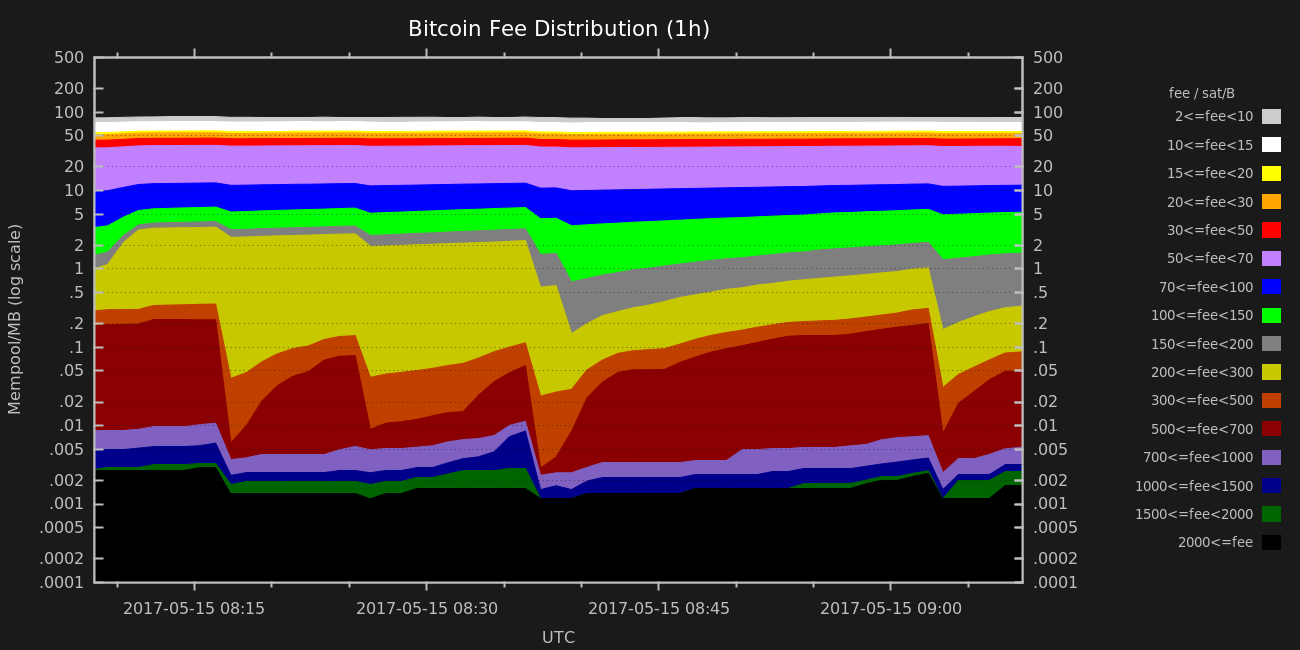 Bitcoin Fee Distribution (1h)
500
200
100
50
20
10
5
2
1
.5
.2
.1
.05
.02
.01
.005
.002
.001
.0005
.0002
.0001
Mempool/MB (log scale)
500
200
100
50
20
10
5
2
1
.5
.2
.1
.05
.02
.01
.005
.002
.001
.0005
.0002
.0001
2017-05-15 08:15
2017-05-15 08:30
2017-05-15 08:45
2017-05-15 09:00
UTC
fee / sat/B
2<=fee<10
10<=fee<15
15<=fee<20
20<=fee<30
30<=fee<50
50<=fee<70
70<=fee<100
100<=fee<150
150<=fee<200
200<=fee<300
300<=fee<500
500<=fee<700
700<=fee<1000
1000<=fee<1500
1500<=fee<2000
2000<=fee